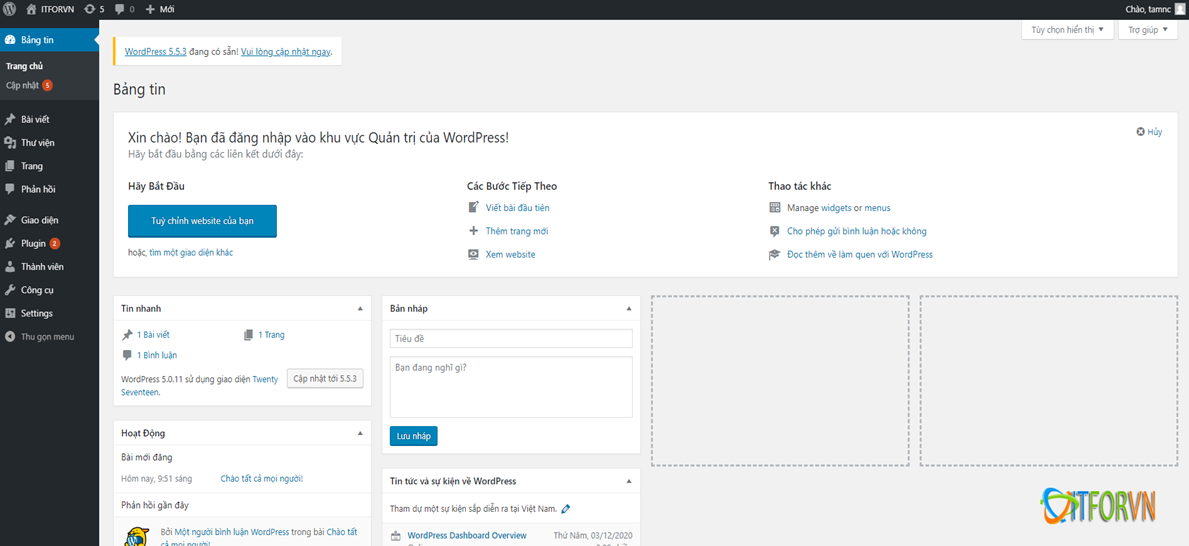 ITFORVN 5 0 Mới
Chào, tamnc
Bảng tin
Trang chủ
Cập nhật 5
Bài viết
Thư viện
Trang
Phản hồi
Giao diện
Plugin 2
Thành viên
Công cụ
Settings
Thu gọn menu
Tùy chọn hiển thị
Trợ giúp
WordPress 5.5.3 đang có sẵn! Vui lòng cập nhật ngay.
Bảng tin
Xin chào! Bạn đã đăng nhập vào khu vực Quản trị của WordPress!
Hủy
Hãy bắt đầu bằng các liên kết dưới đây:
Hãy Bắt Đầu
Tuỳ chỉnh website của bạn
hoặc, tìm một giao diện khác
Các Bước Tiếp Theo
Viết bài đầu tiên
Thêm trang mới
Xem website
Thao tác khác
Manage widgets or menus
Cho phép gửi bình luận hoặc không
Đọc thêm về làm quen với WordPress
Tin nhanh
1 Bài viết
1 Trang
1 Bình luận
WordPress 5.0.11 sử dụng giao diện Twenty
Seventeen.
Cập nhật tới 5.5.3
Hoạt Động
Bài mới đăng
Hôm nay, 9:51 sáng
Chào tất cả mọi người!
Phản hồi gần đây
Bởi Một người bình luận WordPress trong bài Chào tất
cả mọi người!
Bản nháp
Tiêu đề
Bạn đang nghĩ gì?
Lưu nháp
Tin tức và sự kiện về WordPress
Tham dự một sự kiện sắp diễn ra tại Việt Nam.
WordPress Dashboard Overview
Thứ Năm, 03/12/2020
ITFORVN